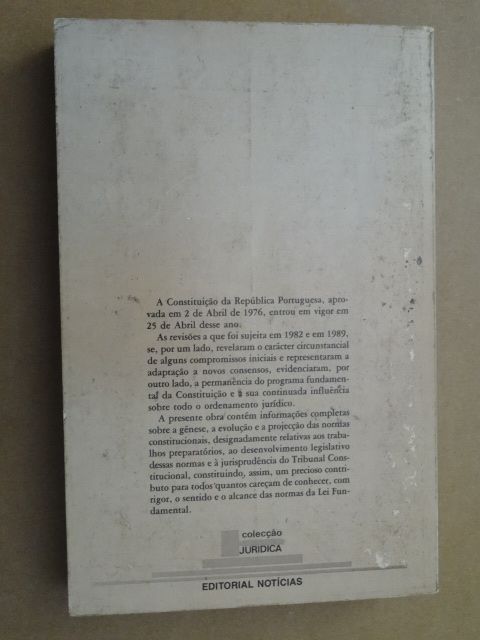 A Constituição da República Portuguesa, apro-
vada em 2 de Abril de 1976, entrou em vigor em
25 de Abril desse ano.
As revisões a que foi sujeita em 1982 e em 1989,
se, por um lado, revelaram o carácter circunstancial
de alguns compromissos iniciais e representaram a
adaptação a novos consensos, evidenciaram, por
outro lado, a permanência do programa fundamen-
tal da Constituição e a sua continuada influência
sobre todo o ordenamento jurídico.
A presente obra contém informações completas
sobre a génese, a evolução e a projecção das normas
constitucionais, designadamente relativas aos traba-
lhos preparatórios, ao desenvolvimento legislativo
dessas normas e à jurisprudência do Tribunal Cons-
titucional, constituindo, assim, um precioso contri-
buto para todos quantos careçam de conhecer, com
rigor, o sentido e o alcance das normas da Lei Fun-
damental.
colecção
JURIDICA
EDITORIAL NOTÍCIAS